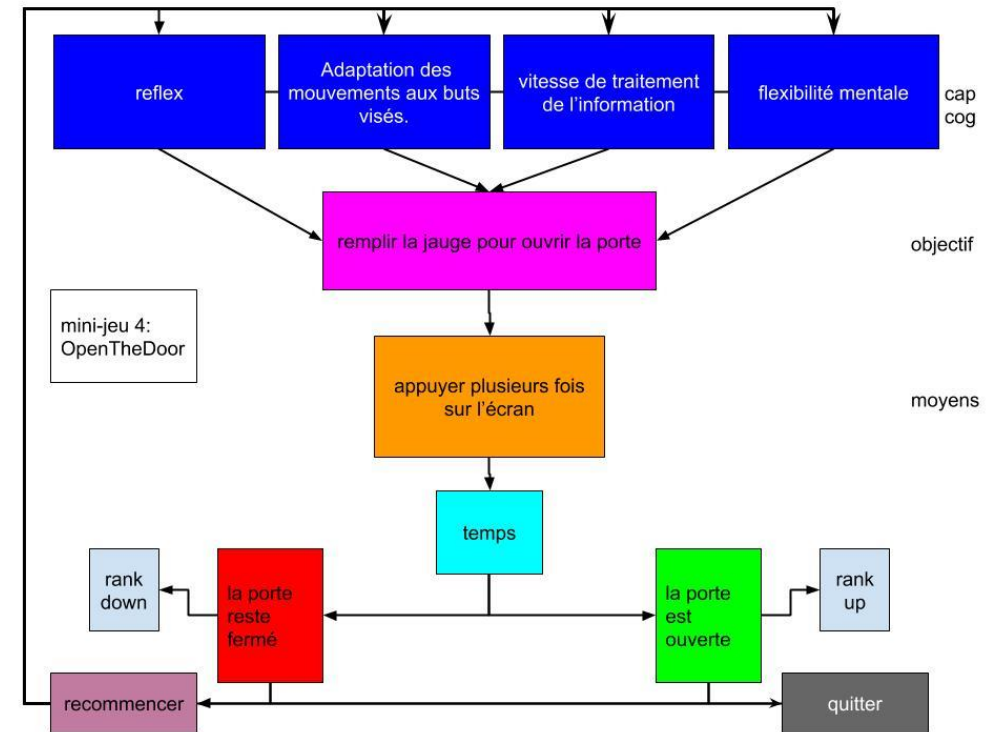 reflex
Adaptation des
mouvements aux buts
visés.
vitesse de traitement
de l'information
flexibilité mentale
cap
cog
remplir la jauge pour ouvrir la porte
objectif
mini-jeu 4:
OpenTheDoor
appuyer plusieurs fois
sur l'écran
moyens
temps
rank
down
la porte
reste
fermé
la porte
est
ouverte
rank
up
recommencer
quitter